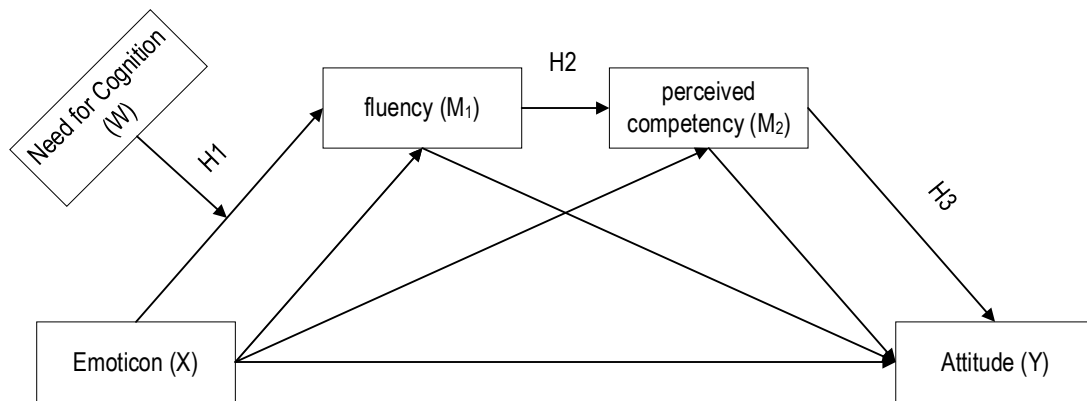 Need for Cognition
(W)
H1
fluency (M₁)
H2
perceived
competency (M₂)
H3
Emoticon (X)
Attitude (Y)